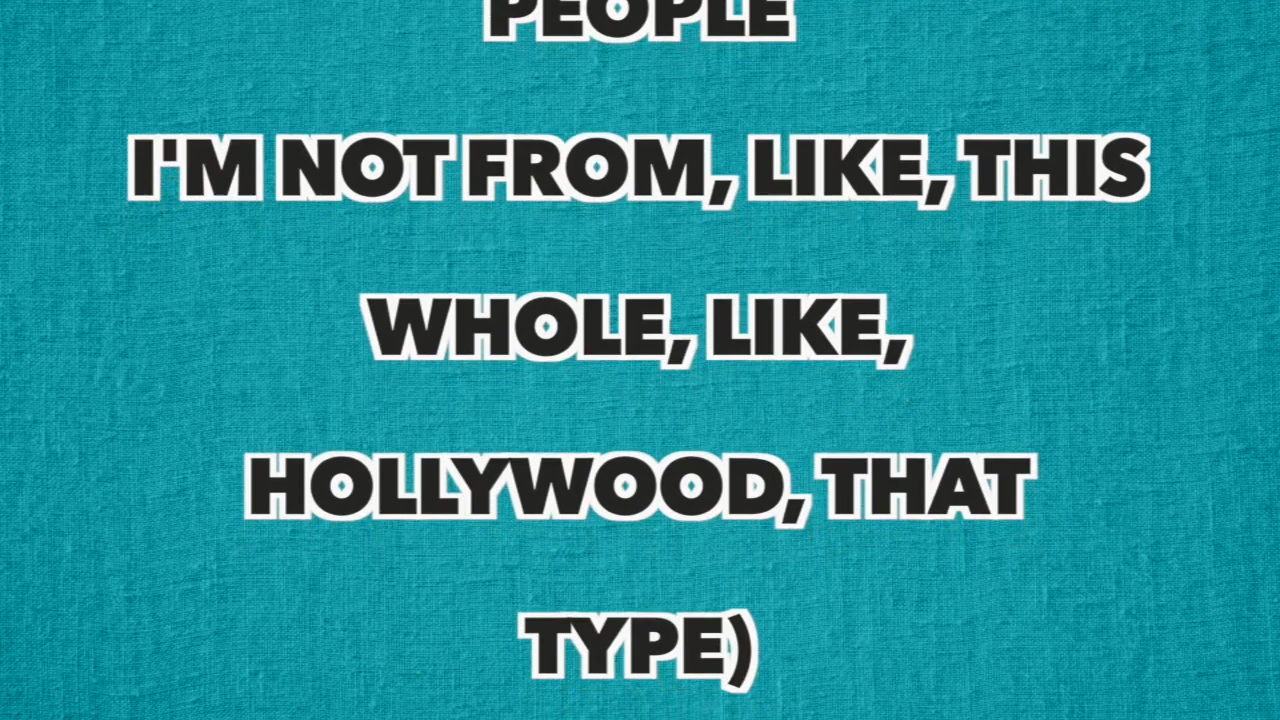 PEOPLE
I'M NOT FROM, LIKE, THIS
WHOLE, LIKE,
HOLLYWOOD, THAT
TYPE)